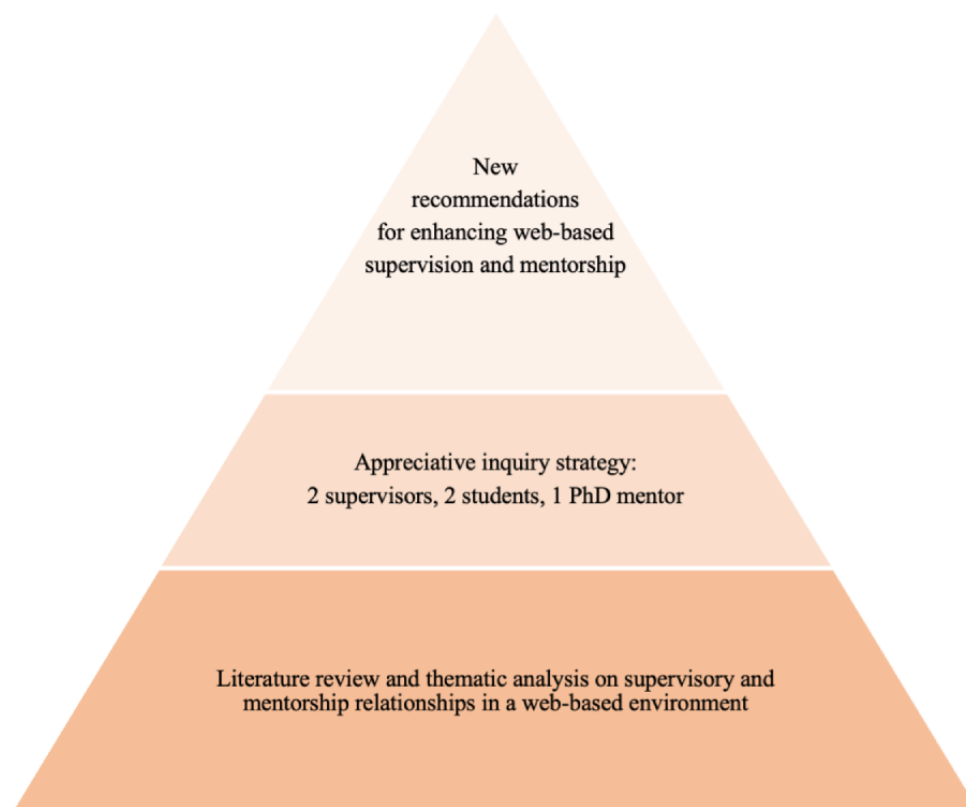 New
recommendations
for enhancing web-based
supervision and mentorship
Appreciative inquiry strategy:
2 supervisors, 2 students, 1 PhD mentor
Literature review and thematic analysis on supervisory and
mentorship relationships in a web-based environment